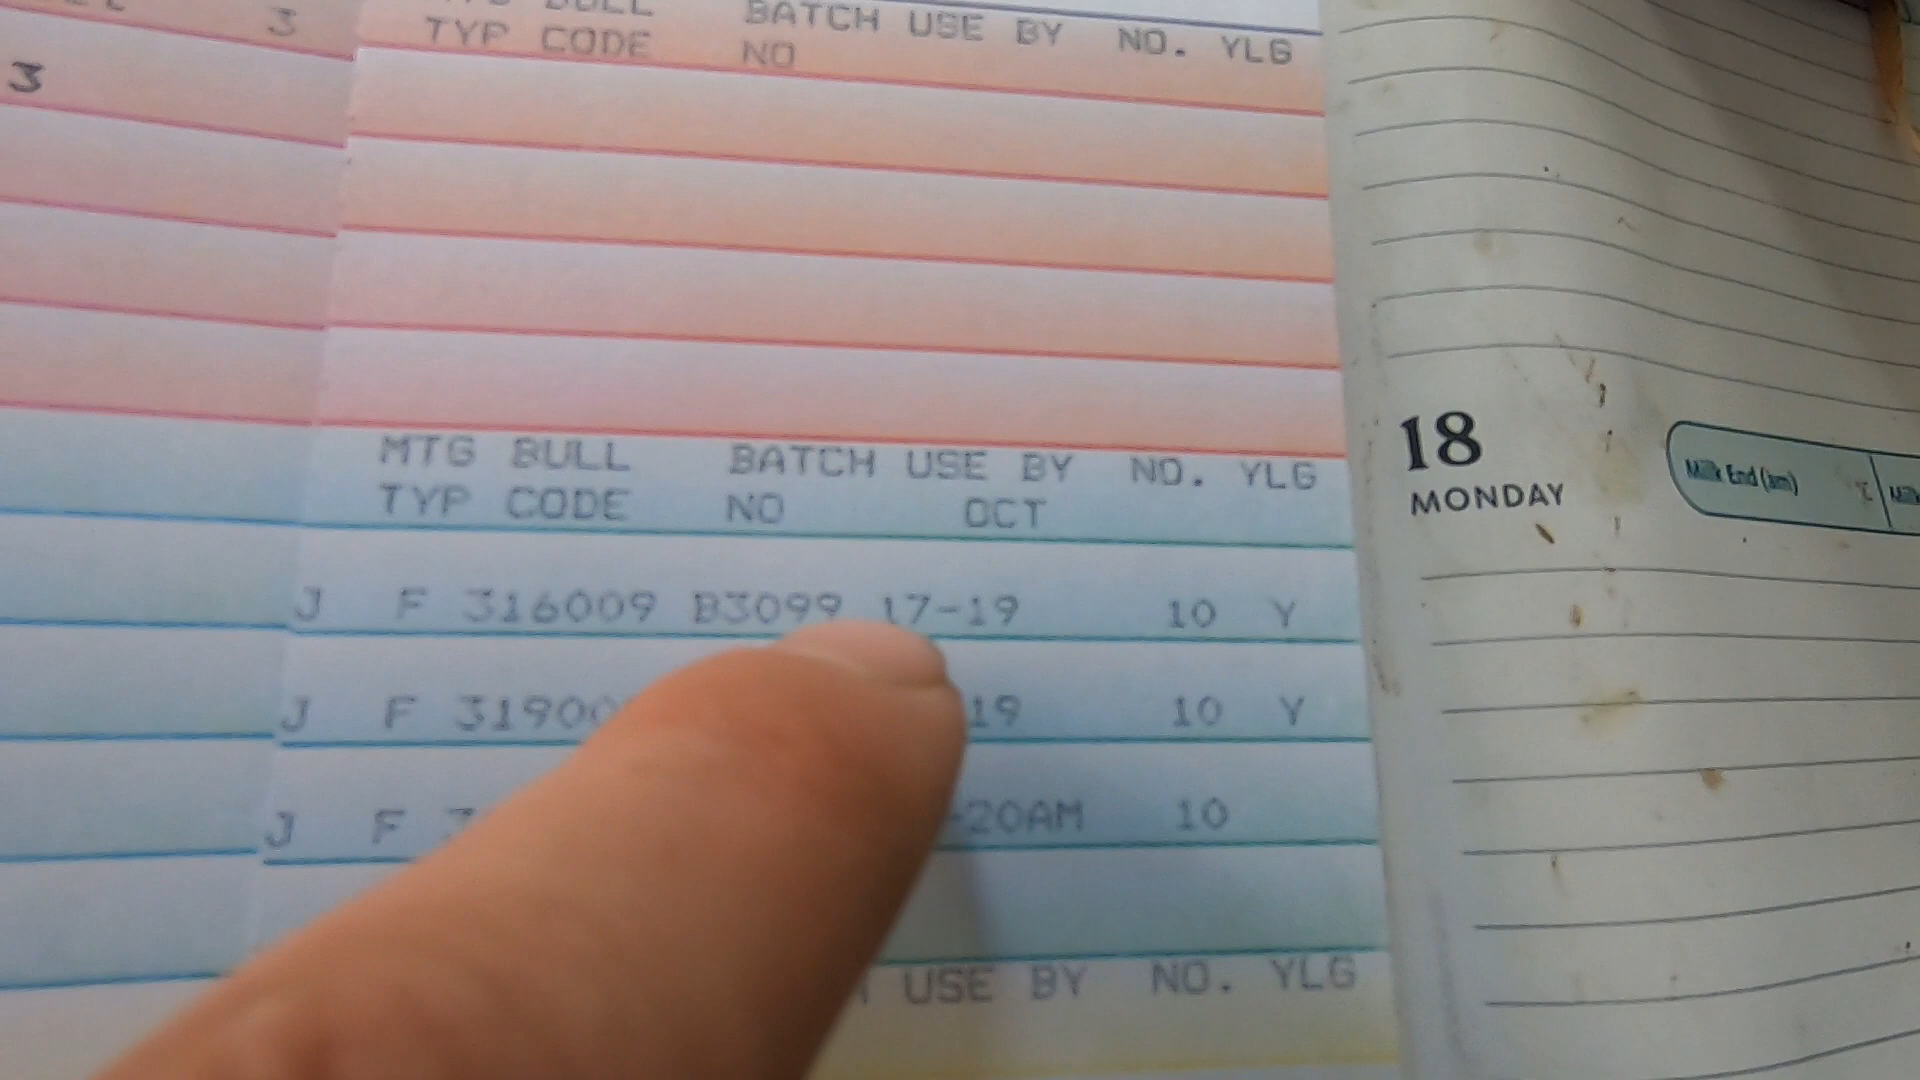 3
3
BULL BATCH USE BY NO. YLG
TYP CODE NO
MTG BULL BATCH USE BY NO. YLG
TYP CODE NO OCT
J F 316009 B3099 17-19 10 Y
J F 19 10 Y
J F -20AM 10
USE BY NO. YLG
18
MONDAY
Milk End (am)